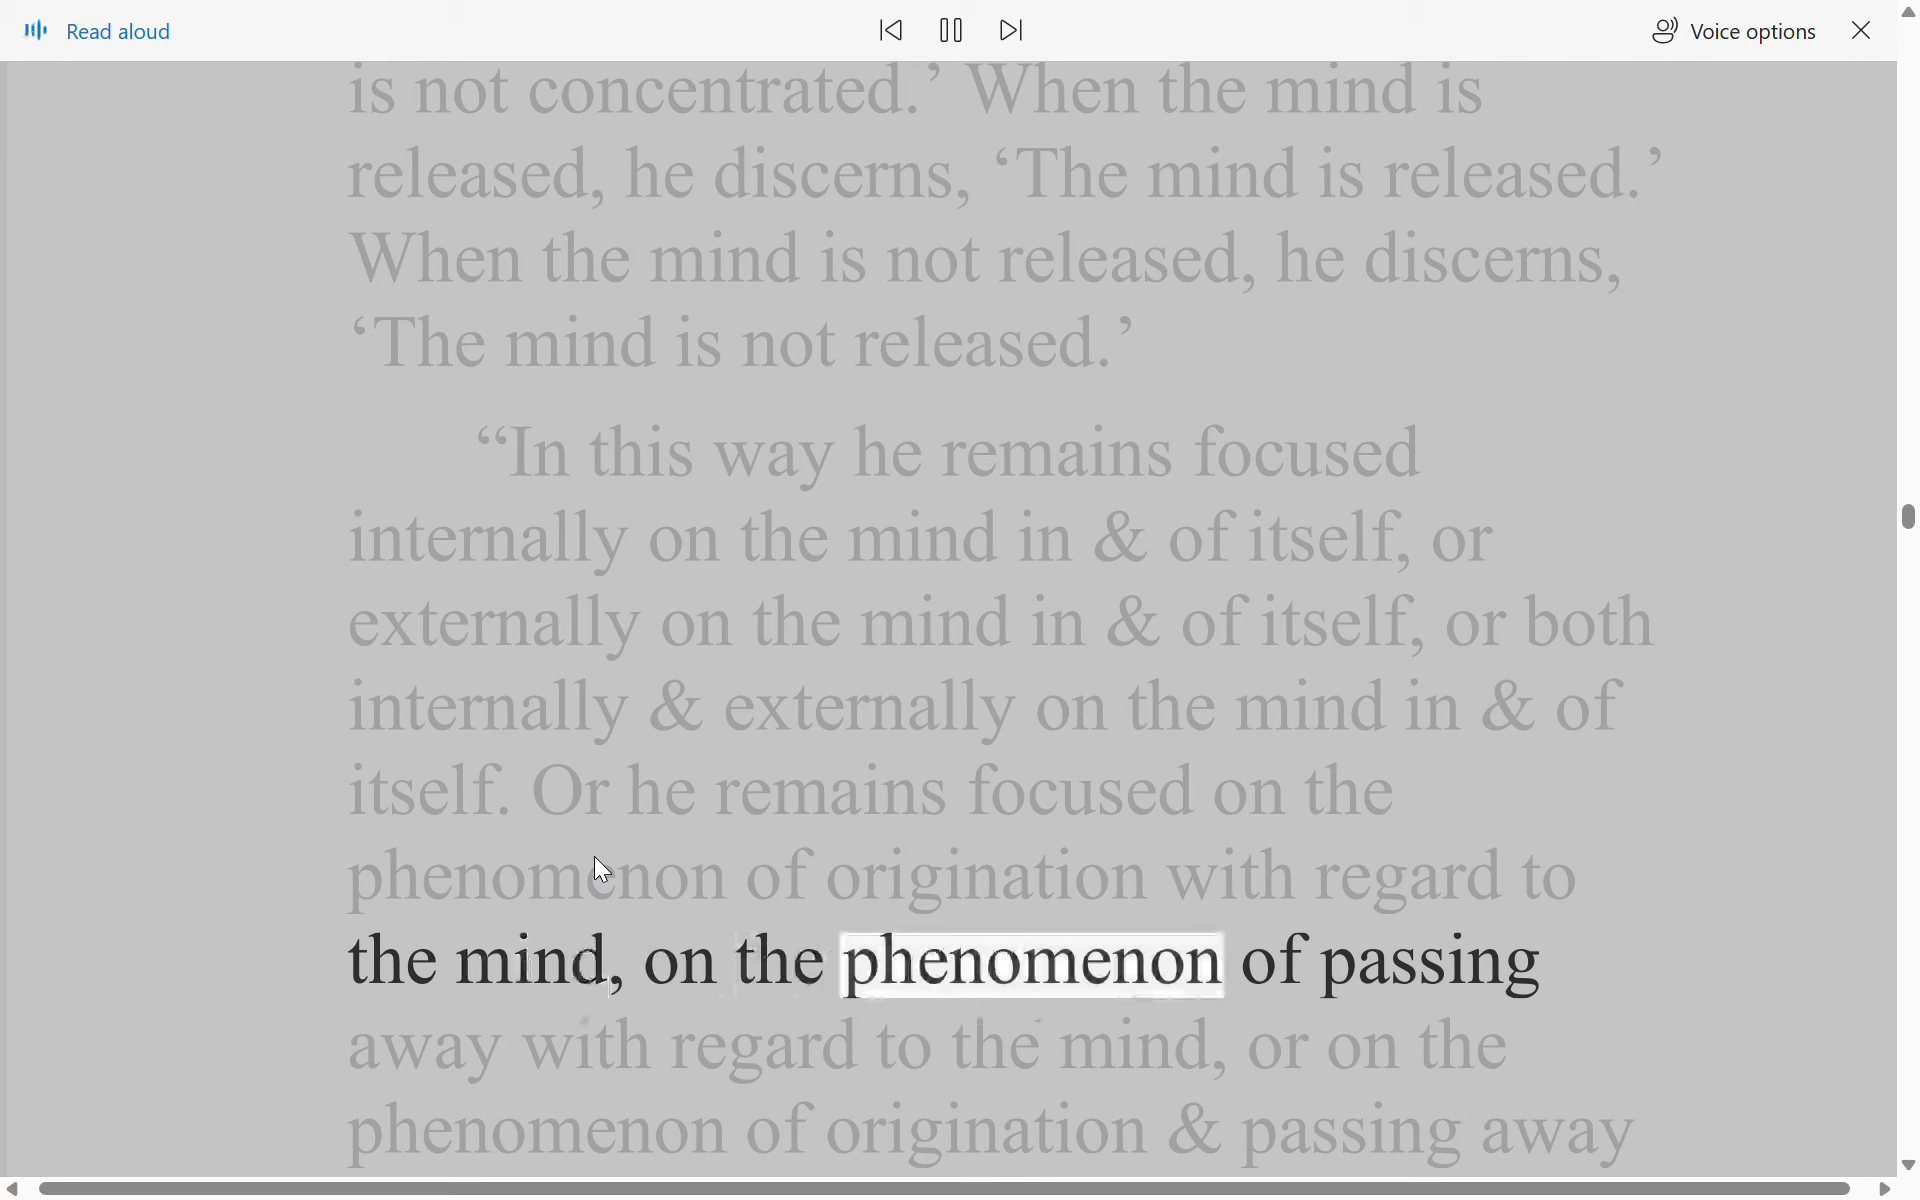 Read aloud
Voice options
is not concentrated.’ When the mind is
released, he discerns, ‘The mind is released.’
When the mind is not released, he discerns,
‘The mind is not released.’
“In this way he remains focused
internally on the mind in & of itself, or
externally on the mind in & of itself, or both
internally & externally on the mind in & of
itself. Or he remains focused on the
phenomenon of origination with regard to
the mind, on the phenomenon of passing
away with regard to the mind, or on the
phenomenon of origination & passing away